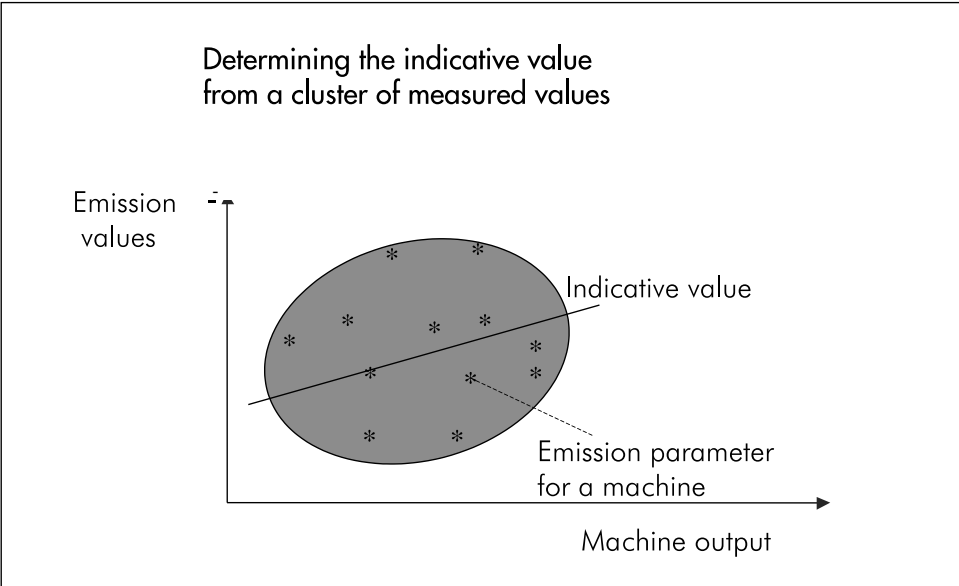 Determining the indicative value
from a cluster of measured values
Emission
values
Indicative value
Emission parameter
for a machine
Machine output